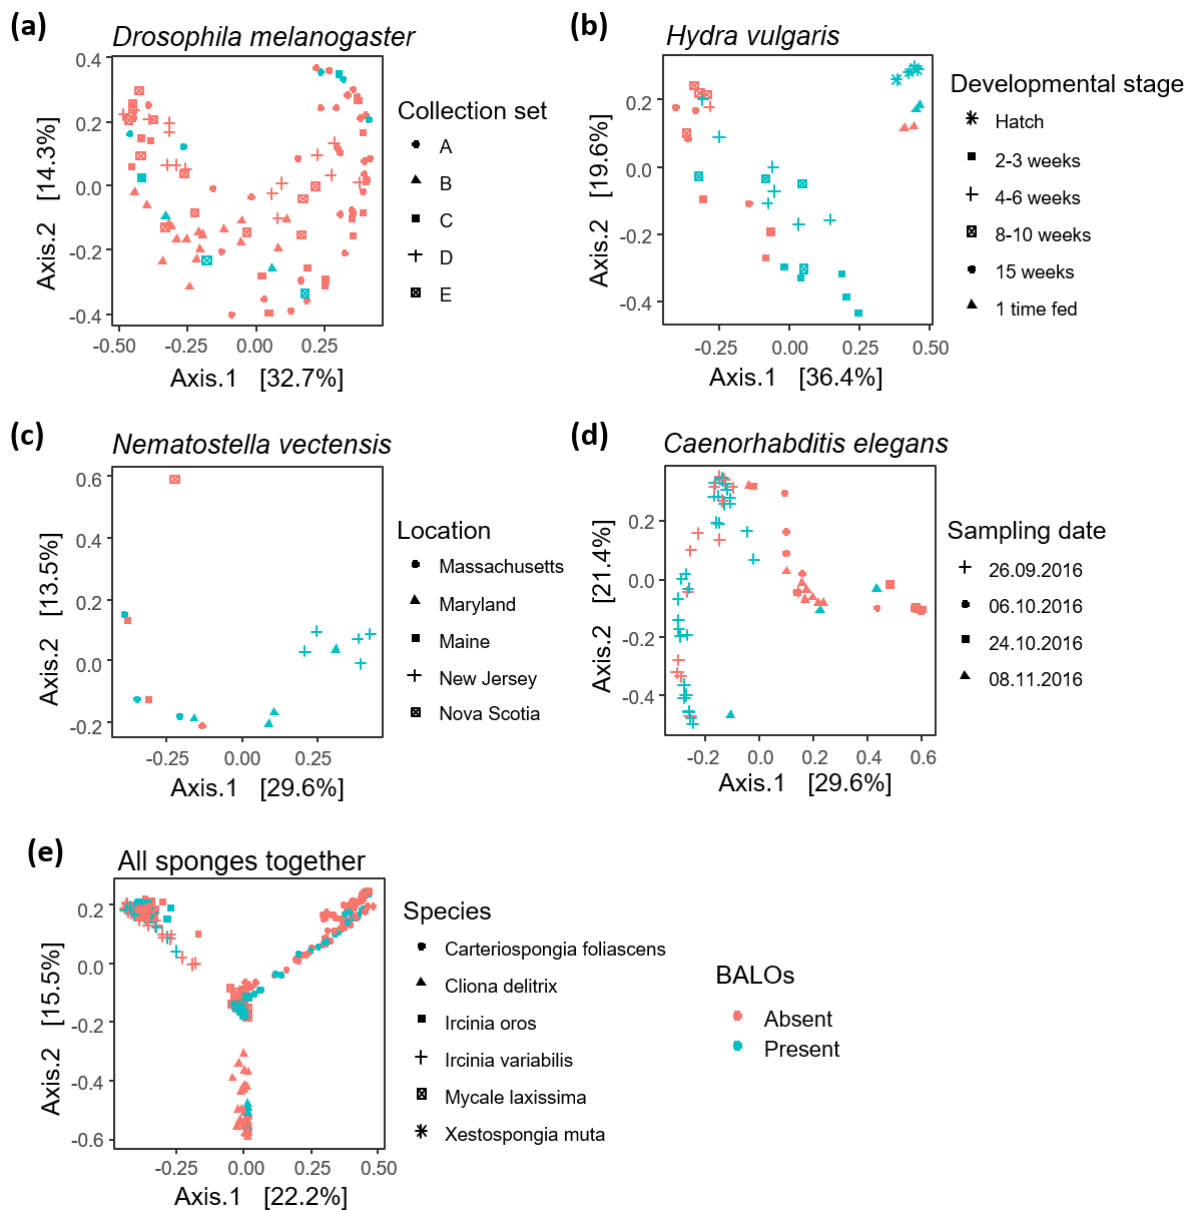 (a)
Drosophila melanogaster
0.4
0.2
0.0
-0.2
-0.4
-0.50
-0.25
0.00
0.25
Axis.1 [32.7%]
Axis.2 [14.3%]
Collection set
A
B
C
D
E
(b)
Hydra vulgaris
0.2
0.0
-0.2
-0.4
-0.25
0.00
0.25
0.50
Axis.1 [36.4%]
Axis.2 [19.6%]
Developmental stage
Hatch
2-3 weeks
4-6 weeks
8-10 weeks
15 weeks
1 time fed
(c)
Nematostella vectensis
0.6
0.4
0.2
0.0
-0.2
-0.25
0.00
0.25
Axis.1 [29.6%]
Axis.2 [13.5%]
Location
Massachusetts
Maryland
Maine
New Jersey
Nova Scotia
(d)
Caenorhabditis elegans
0.2
0.0
-0.2
-0.4
-0.2
0.0
0.2
0.4
0.6
Axis.1 [29.6%]
Axis.2 [21.4%]
Sampling date
26.09.2016
06.10.2016
24.10.2016
08.11.2016
(e)
All sponges together
0.2
0.0
-0.2
-0.4
-0.6
-0.25
0.00
0.25
0.50
Axis.1 [22.2%]
Axis.2 [15.5%]
Species
Carteriospongia foliascens
Cliona delitrix
Ircinia oros
Ircinia variabilis
Mycale laxissima
Xestospongia muta
BALOs
Absent
Present